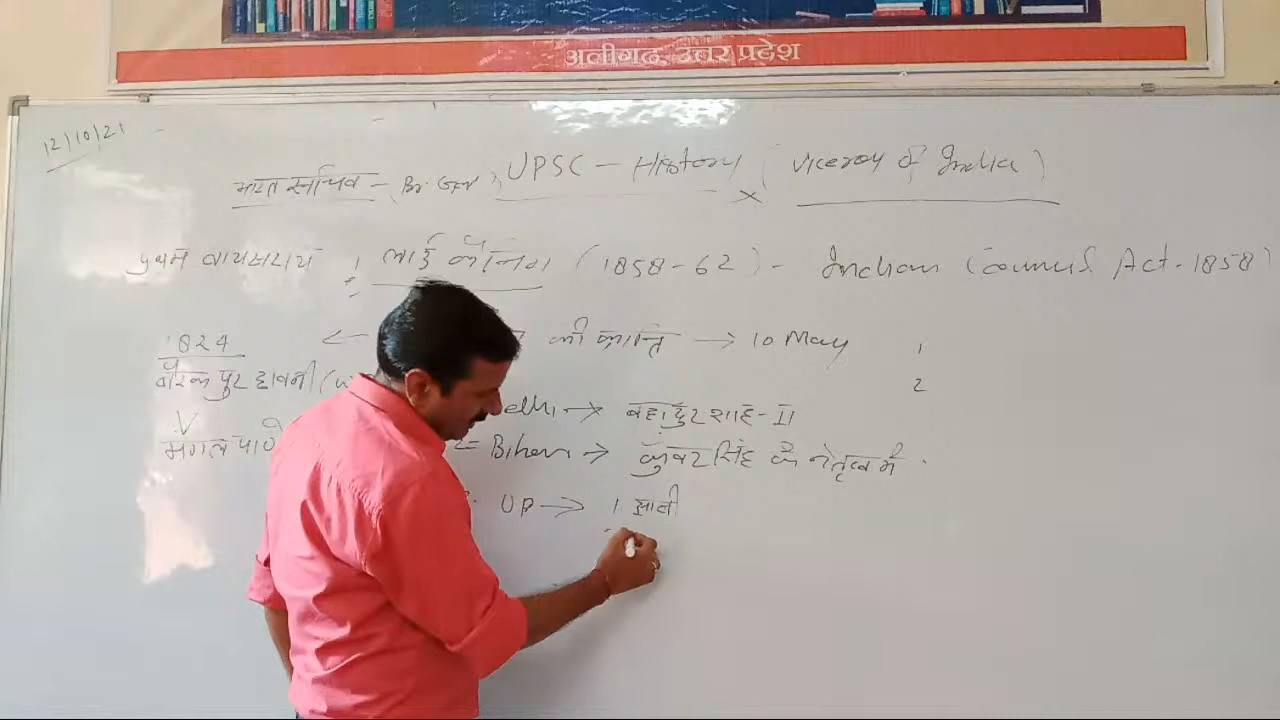 अलीगढ़, उत्तर प्रदेश
12/10/21
भारत सचिव - (Br. Gov) UPSC - History (Viceroy of India)
प्रथम वायसराय : लार्ड कैनिंग (1858-62) - Indian Council Act - 1858)
1824 ← की क्रान्ति → 10 May 1
बैरकपुर छावनी ( 2
elhi → बहादुर शाह - II
मंगल पाण्डे ← Bihar → कुँवर सिंह के नेतृत्व में
UP → 1 झासी